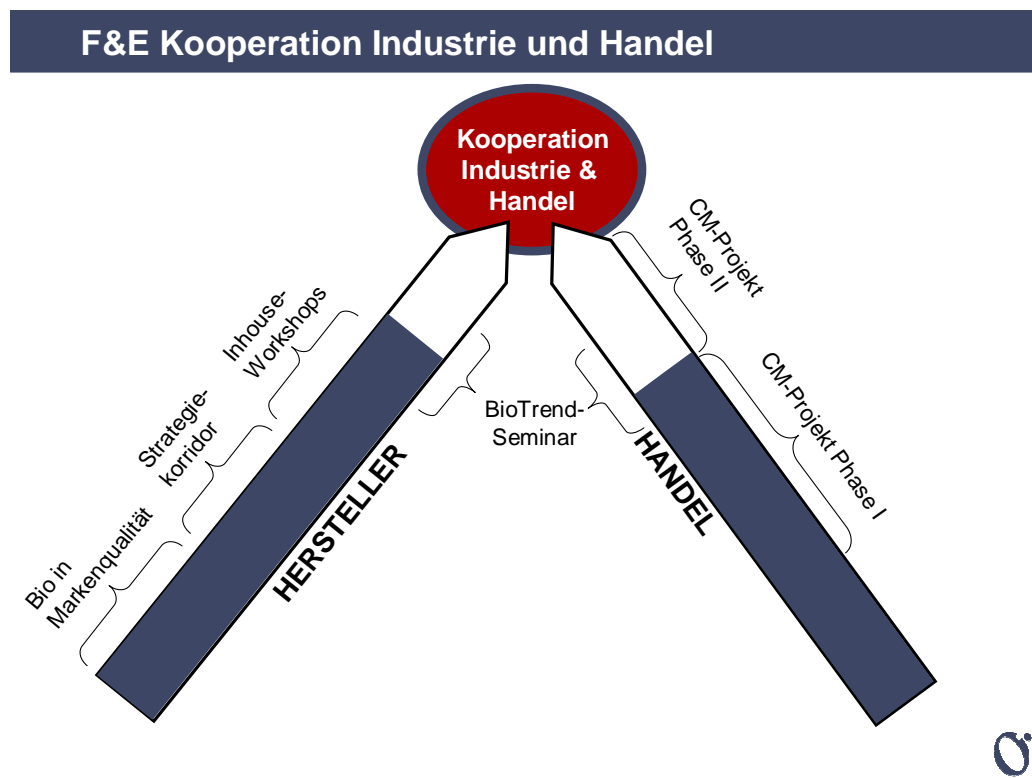 F&E Kooperation Industrie und Handel
Kooperation
Industrie &
Handel
Inhouse-
Workshops
Strategie-
korridor
Bio in
Markenqualität
HERSTELLER
BioTrend-
Seminar
HANDEL
CM-Projekt
Phase II
CM-Projekt Phase I